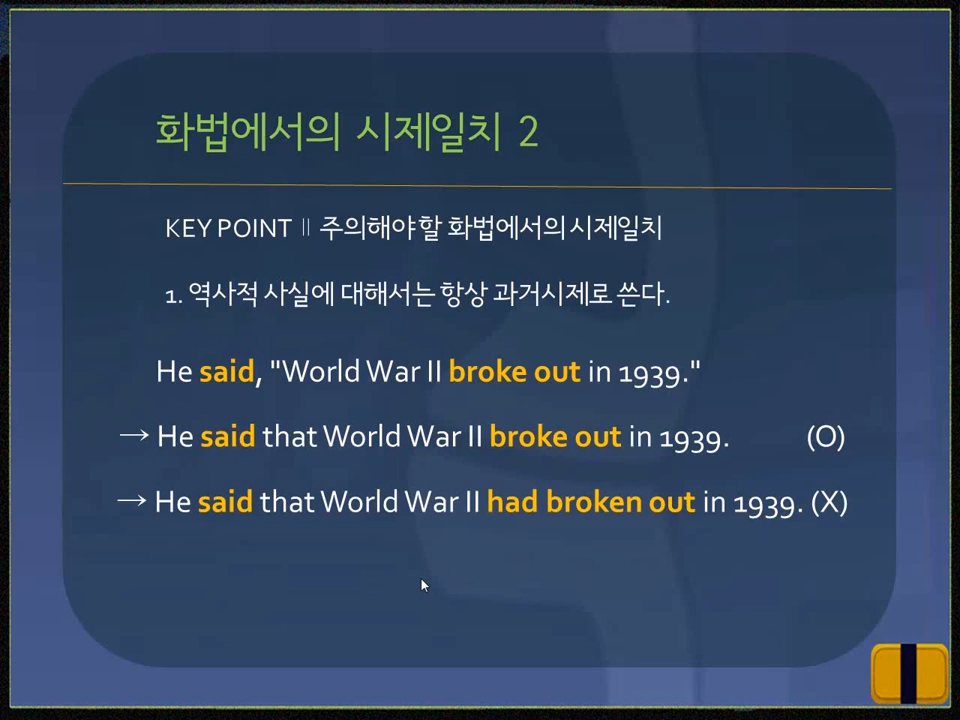 화법에서의 시제일치 2
KEY POINT Ⅱ 주의해야할 화법에서의 시제일치
1. 역사적 사실에 대해서는 항상 과거시제로 쓴다.
He said, "World War II broke out in 1939."
→ He said that World War II broke out in 1939. (O)
→ He said that World War II had broken out in 1939. (X)